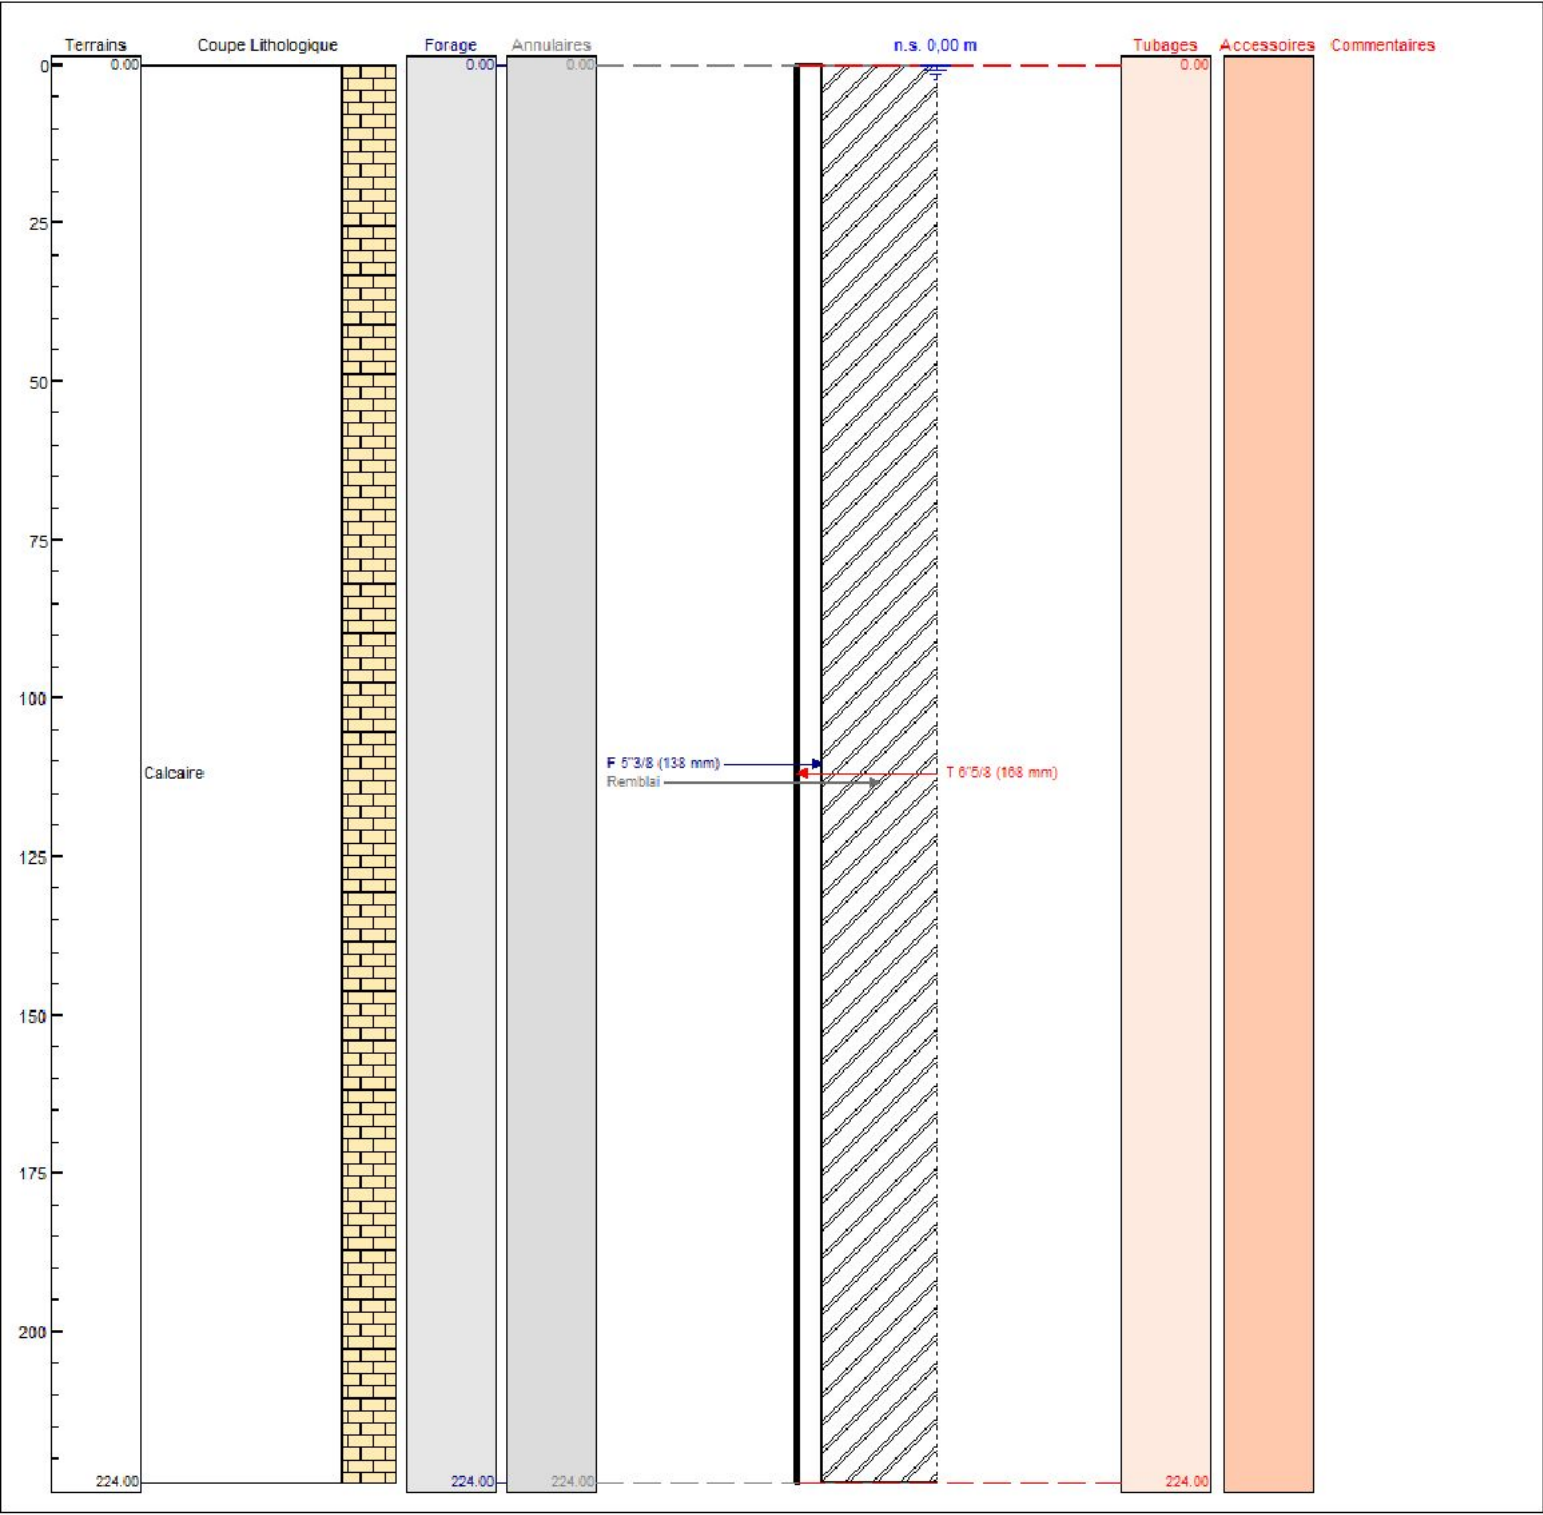 Terrains Coupe Lithologique Forage Annulaires n.s. 0,00 m Tubages Accessoires Commentaires
0 0.00 0.00 0.00 0.00
25
50
75
100
F 5"3/8 (138 mm)
Calcaire T 6"5/8 (168 mm)
Remblai
125
150
175
200
224.00 224.00 224.00 224.00